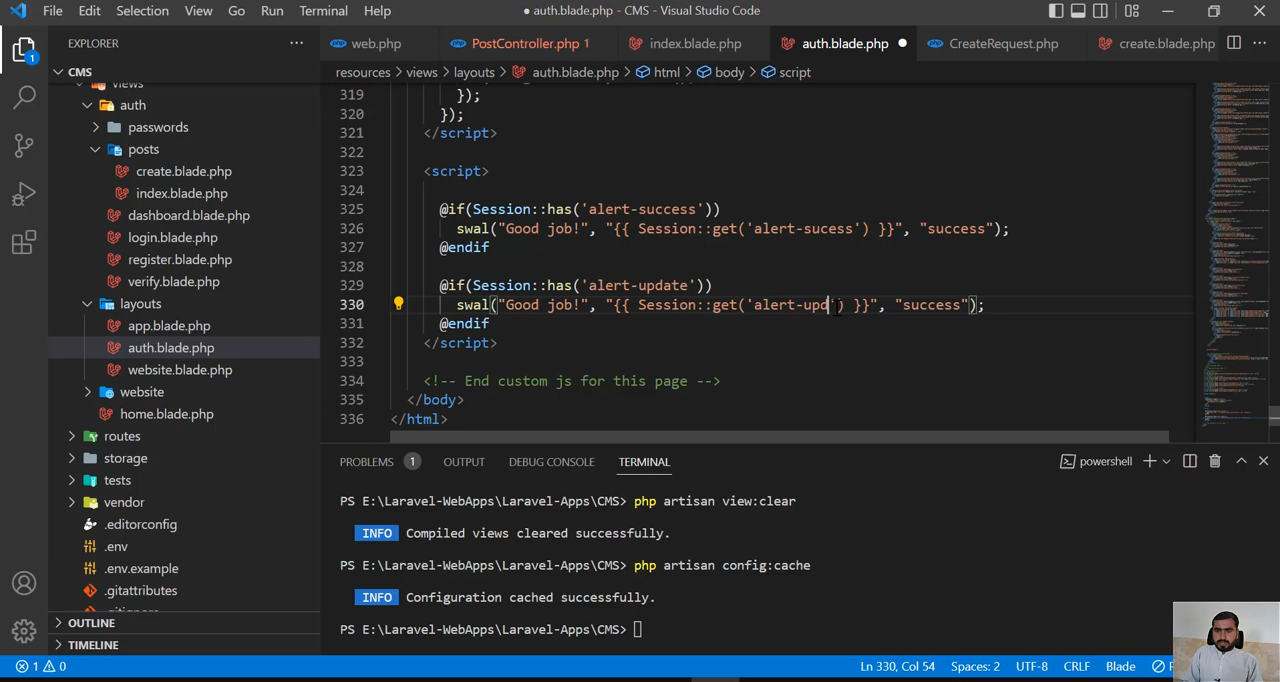 File Edit Selection View Go Run Terminal Help
● auth.blade.php - CMS - Visual Studio Code
EXPLORER
web.php PostController.php 1 index.blade.php auth.blade.php CreateRequest.php create.blade.php
CMS
resources > views > layouts > auth.blade.php > html > body > script
views
auth
passwords
posts
create.blade.php
index.blade.php
dashboard.blade.php
login.blade.php
register.blade.php
verify.blade.php
layouts
app.blade.php
auth.blade.php
website.blade.php
website
home.blade.php
routes
storage
tests
vendor
.editorconfig
.env
.env.example
.gitattributes
OUTLINE
TIMELINE
319 });
320 });
321 </script>
322
323 <script>
324
325 @if(Session::has('alert-success'))
326 swal("Good job!", "{{ Session::get('alert-sucess') }}", "success");
327 @endif
328
329 @if(Session::has('alert-update'))
330 swal("Good job!", "{{ Session::get('alert-upd') }}", "success");
331 @endif
332 </script>
333
334 <!-- End custom js for this page -->
335 </body>
336 </html>
PROBLEMS 1 OUTPUT DEBUG CONSOLE TERMINAL
powershell
PS E:\Laravel-WebApps\Laravel-Apps\CMS> php artisan view:clear
INFO Compiled views cleared successfully.
PS E:\Laravel-WebApps\Laravel-Apps\CMS> php artisan config:cache
INFO Configuration cached successfully.
PS E:\Laravel-WebApps\Laravel-Apps\CMS>
1 0
Ln 330, Col 54 Spaces: 2 UTF-8 CRLF Blade